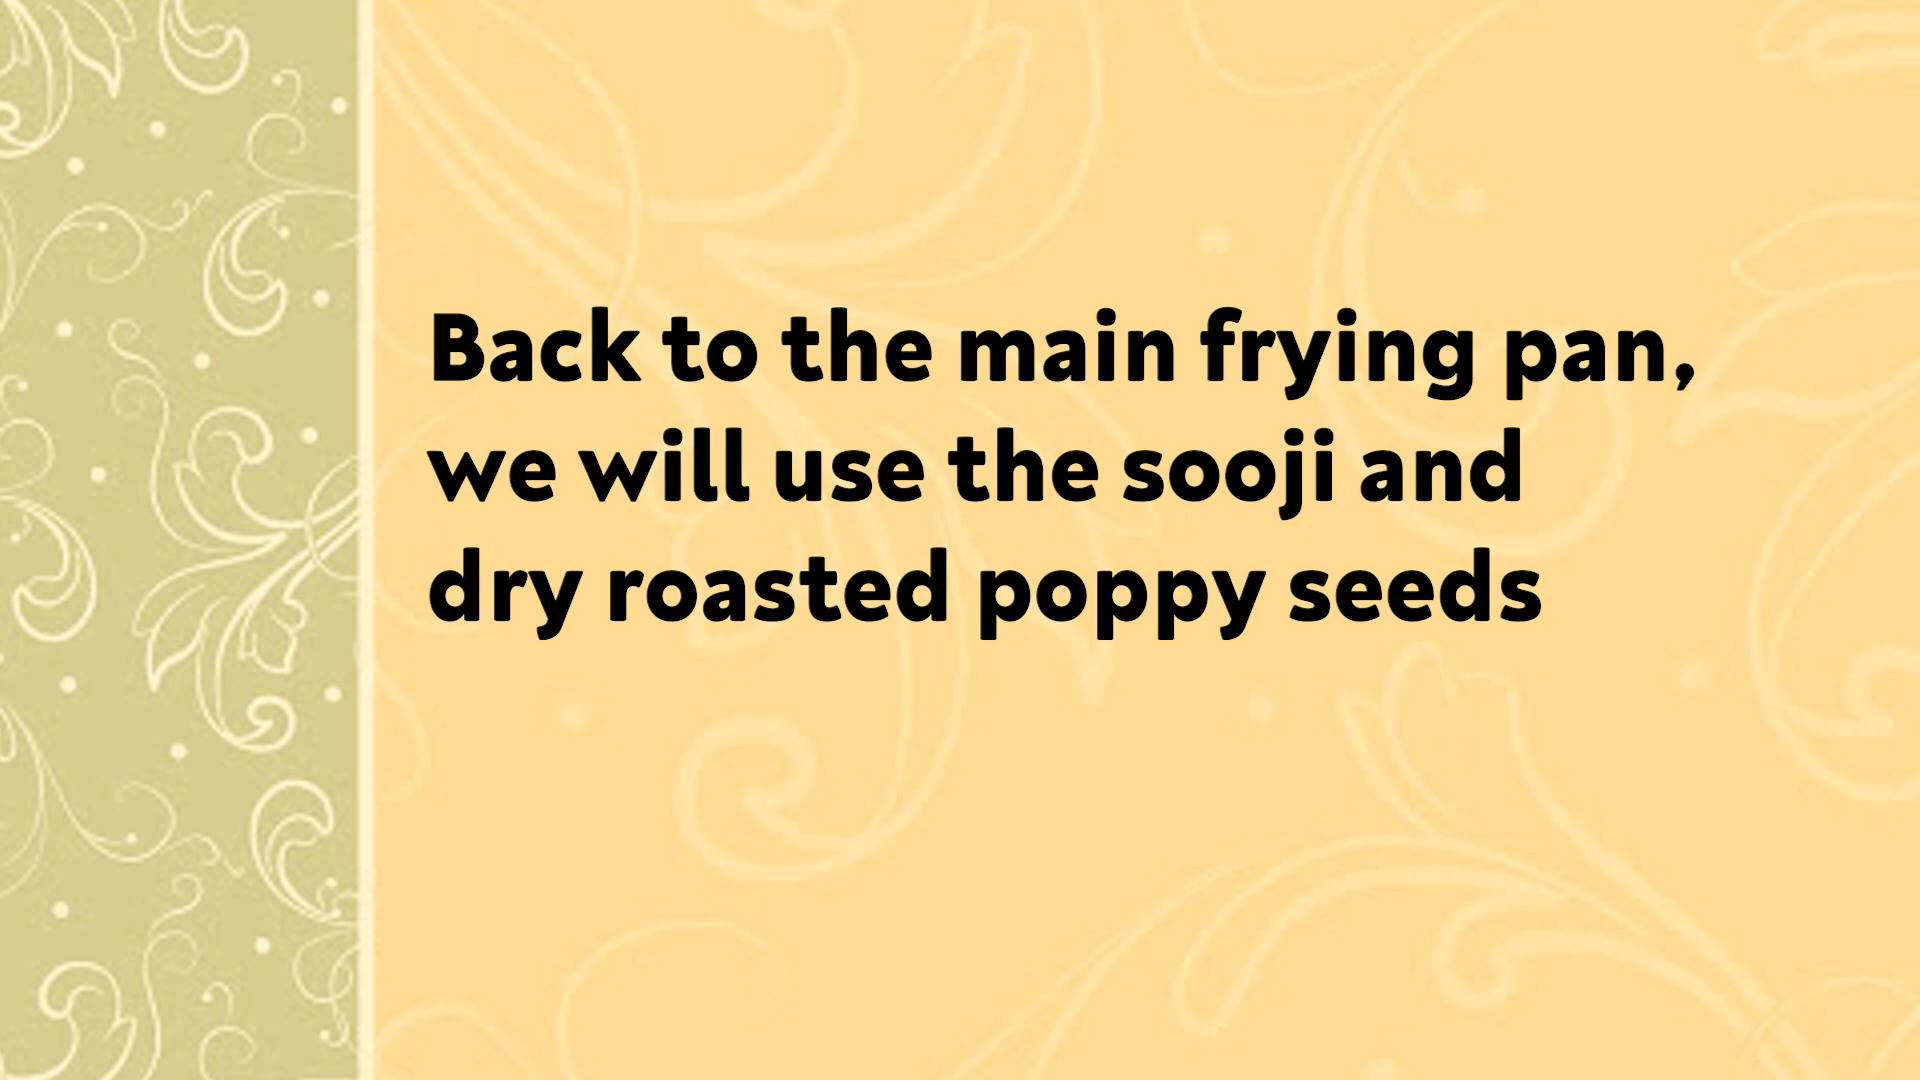 Back to the main frying pan,
we will use the sooji and
dry roasted poppy seeds